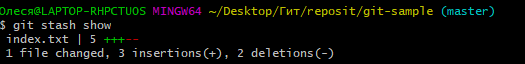 Олеся@LAPTOP-RHPCTUOS MINGW64 ~/Desktop/Гит/reposit/git-sample (master)
$ git stash show
 index.txt | 5 +++--
 1 file changed, 3 insertions(+), 2 deletions(-)